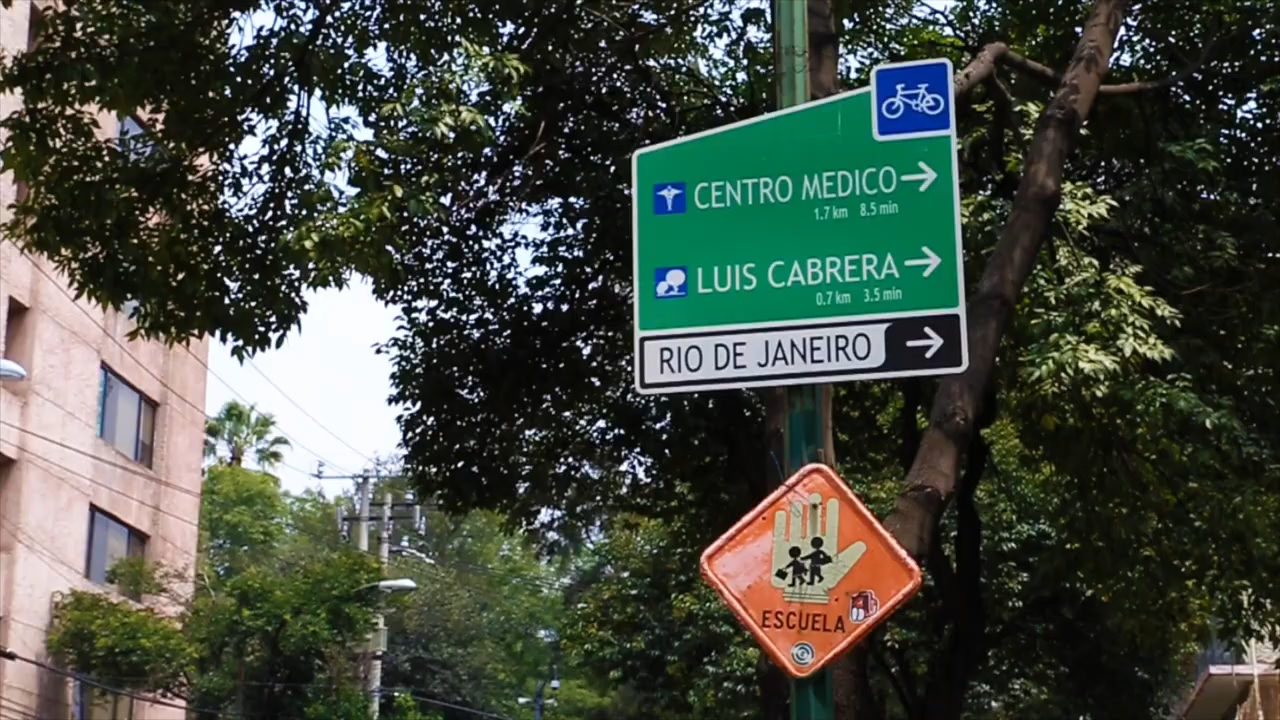 CENTRO MEDICO
1.7 km 8.5 min
LUIS CABRERA
0.7 km 3.5 min
RIO DE JANEIRO
ESCUELA